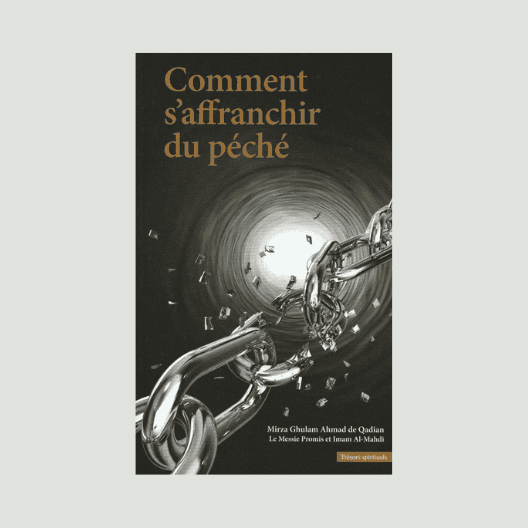 Comment
s'affranchir
du péché
Mirza Ghulam Ahmad de Qadian
Le Messie Promis et Imam Al-Mahdi
Trésors spirituels